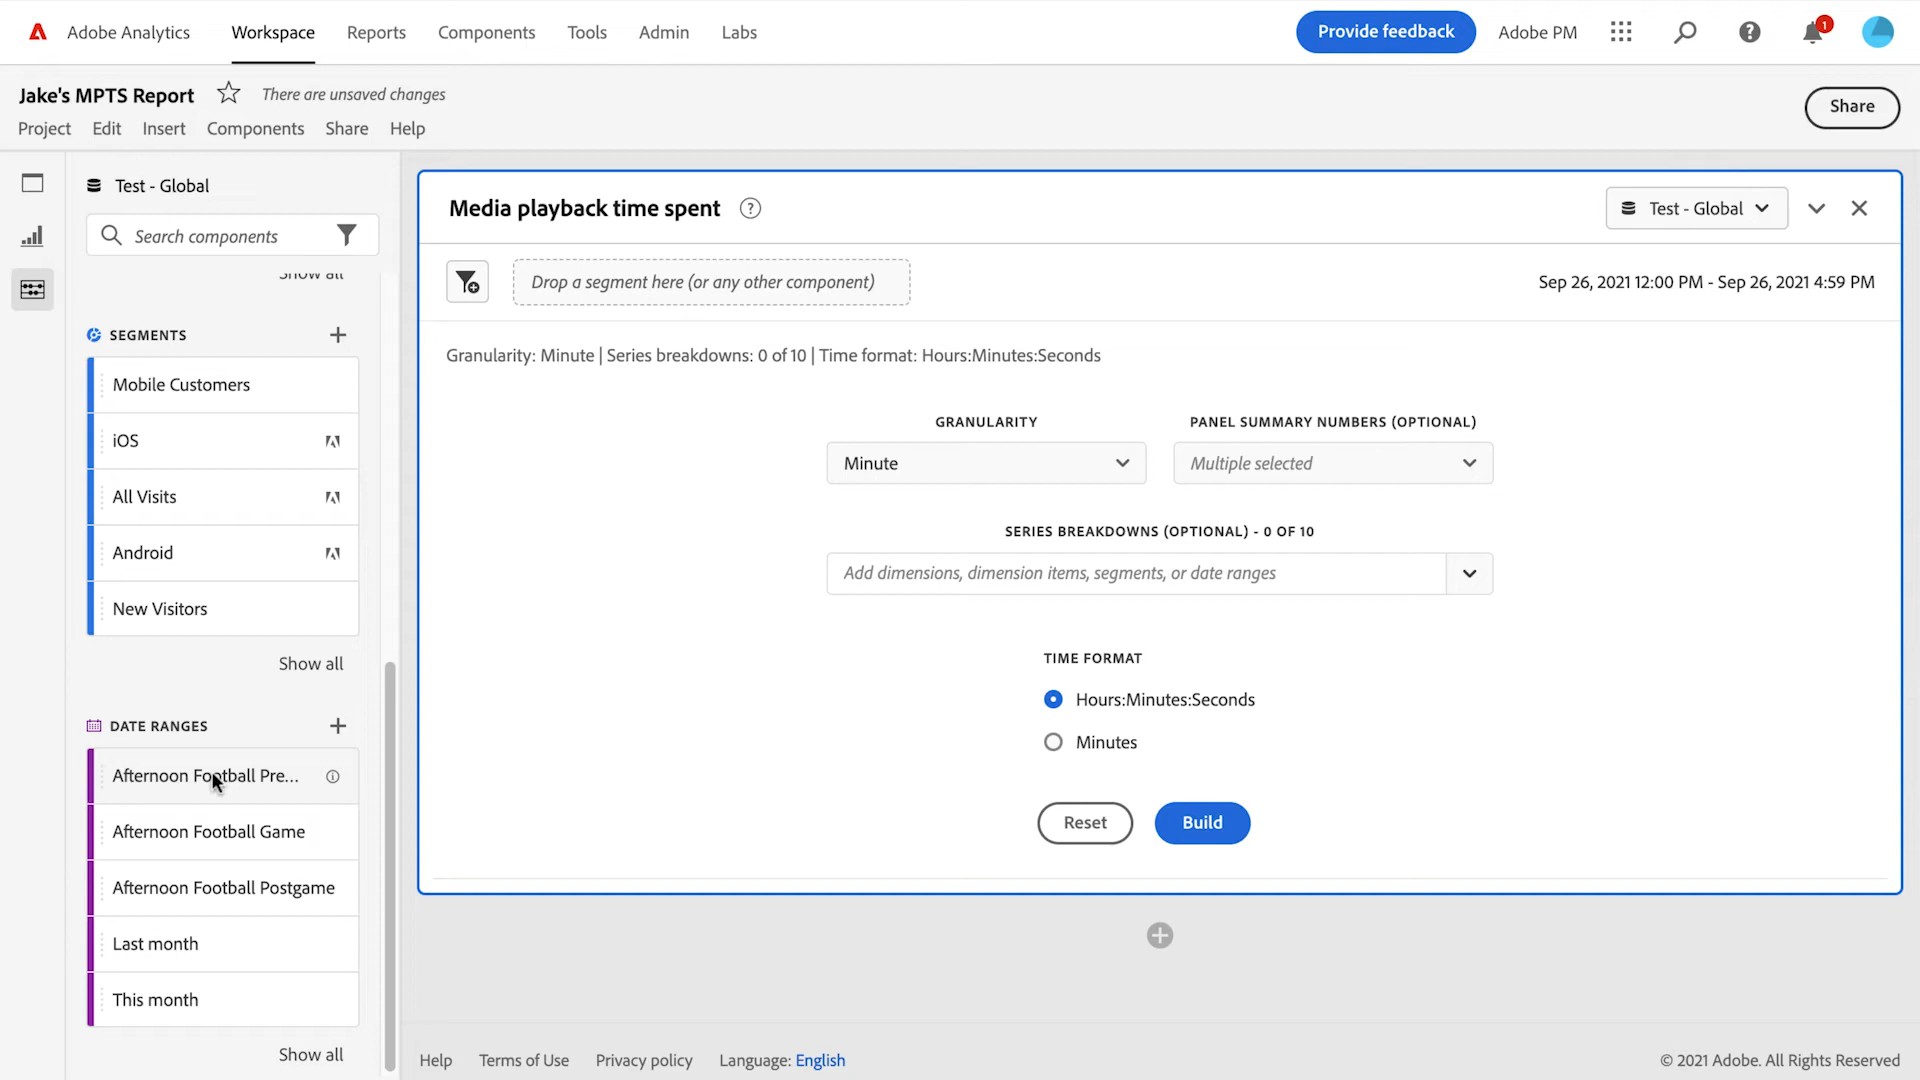 Adobe Analytics Workspace Reports Components Tools Admin Labs Provide feedback Adobe PM 1
Jake's MPTS Report There are unsaved changes
Share
Project Edit Insert Components Share Help
Test - Global
Search components
Show all
SEGMENTS
Mobile Customers
iOS
All Visits
Android
New Visitors
Show all
DATE RANGES
Afternoon Football Pre...
Afternoon Football Game
Afternoon Football Postgame
Last month
This month
Show all
Media playback time spent
Test - Global
Drop a segment here (or any other component)
Sep 26, 2021 12:00 PM - Sep 26, 2021 4:59 PM
Granularity: Minute | Series breakdowns: 0 of 10 | Time format: Hours:Minutes:Seconds
GRANULARITY
Minute
PANEL SUMMARY NUMBERS (OPTIONAL)
Multiple selected
SERIES BREAKDOWNS (OPTIONAL) - 0 OF 10
Add dimensions, dimension items, segments, or date ranges
TIME FORMAT
Hours:Minutes:Seconds
Minutes
Reset Build
Help Terms of Use Privacy policy Language: English
© 2021 Adobe. All Rights Reserved